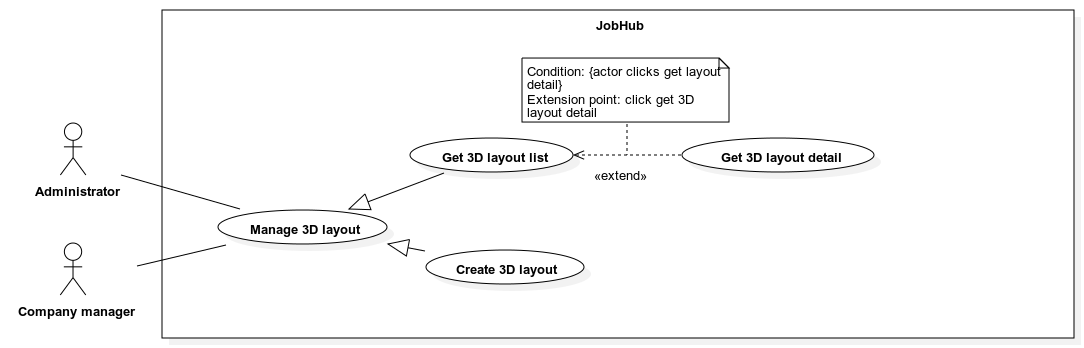 JobHub
Condition: {actor clicks get layout
detail}
Extension point: click get 3D
layout detail
Get 3D layout list
Get 3D layout detail
«extend»
Administrator
Manage 3D layout
Create 3D layout
Company manager